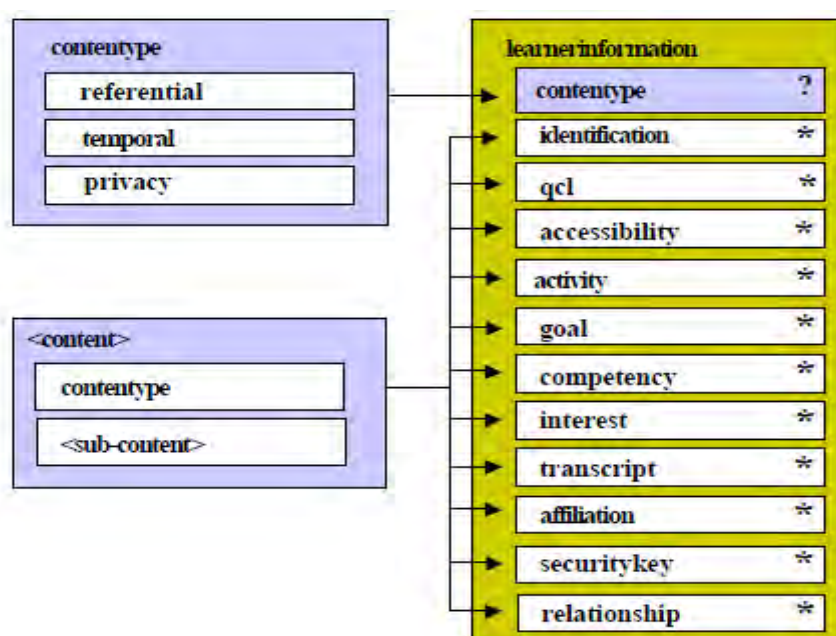 contentype
referential
temporal
privacy
<content>
contentype
<sub-content>
learnerinformation
contentype ?
identification *
qcl *
accessibility *
activity *
goal *
competency *
interest *
transcript *
affiliation *
securitykey *
relationship *